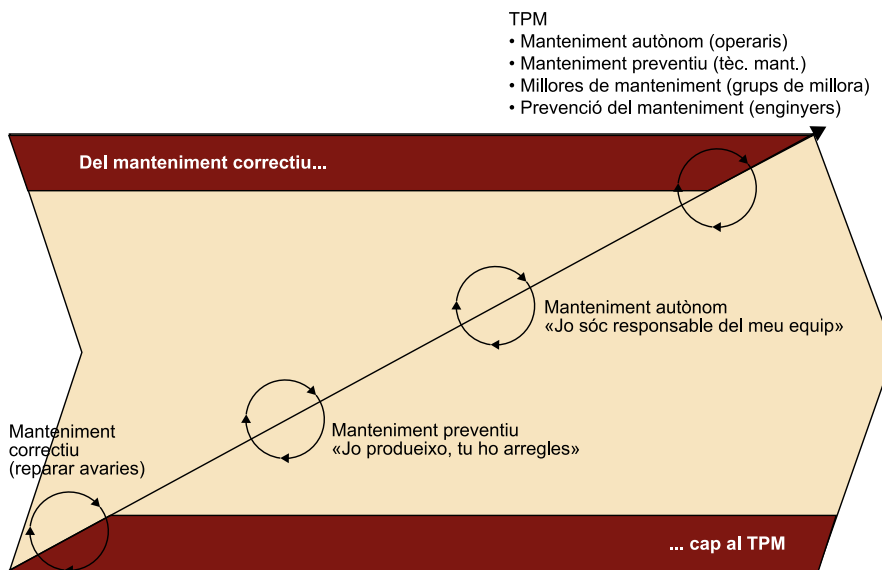 TPM
• Manteniment autònom (operaris)
• Manteniment preventiu (tèc. mant.)
• Millores de manteniment (grups de millora)
• Prevenció del manteniment (enginyers)
Del manteniment correctiu...
Manteniment autònom
«Jo sóc responsable del meu equip»
Manteniment preventiu
«Jo produeixo, tu ho arregles»
Manteniment
correctiu
(reparar avaries)
... cap al TPM